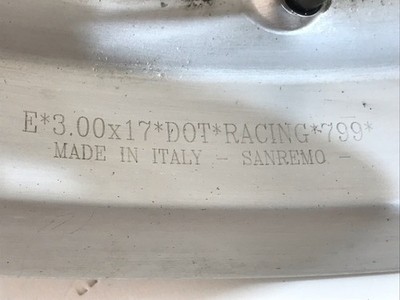 E*3.00x17*DOT*RACING*799*
MADE IN ITALY - SANREMO -